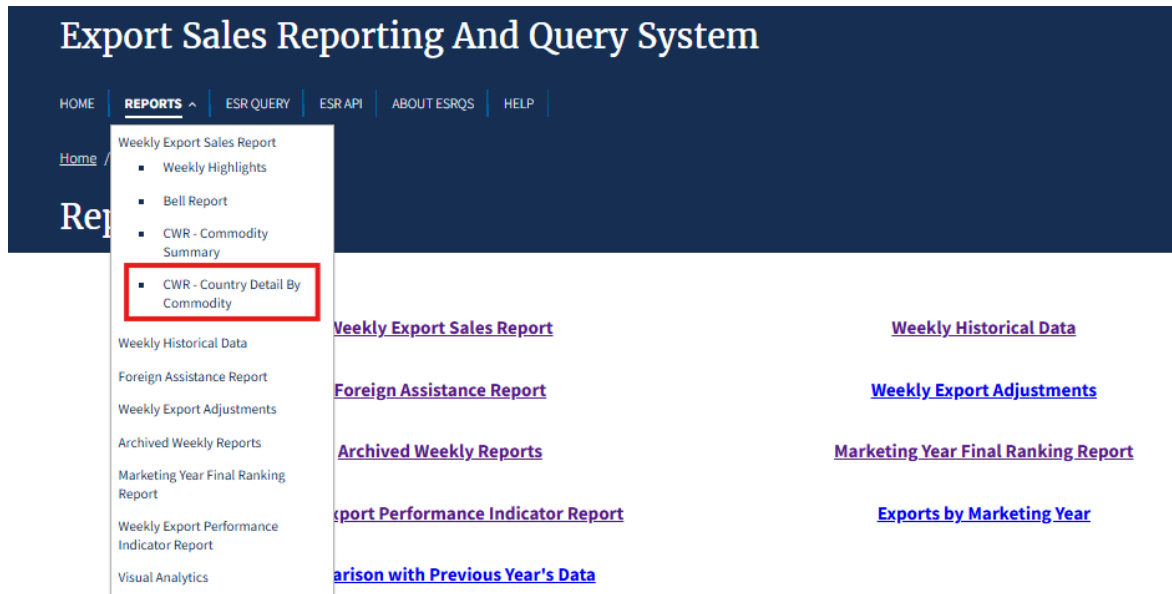 Export Sales Reporting And Query System
HOME REPORTS ESR QUERY ESR API ABOUT ESRQS HELP
Home /
Rep
Weekly Export Sales Report
Weekly Highlights
Bell Report
CWR - Commodity
Summary
CWR - Country Detail By
Commodity
Weekly Historical Data
Foreign Assistance Report
Weekly Export Adjustments
Archived Weekly Reports
Marketing Year Final Ranking
Report
Weekly Export Performance
Indicator Report
Visual Analytics
Weekly Export Sales Report
Weekly Historical Data
Foreign Assistance Report
Weekly Export Adjustments
Archived Weekly Reports
Marketing Year Final Ranking Report
xport Performance Indicator Report
Exports by Marketing Year
arison with Previous Year's Data